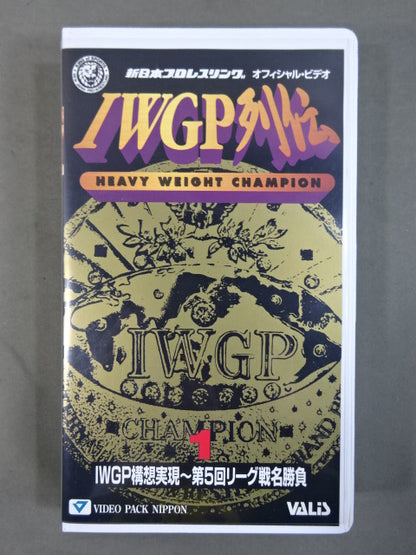 新日本プロレスリング® オフィシャル・ビデオ
IWGP列伝
HEAVY WEIGHT CHAMPION
IWGP
CHAMPION
1
IWGP構想実現〜第5回リーグ戦名勝負
VIDEO PACK NIPPON
VALIS